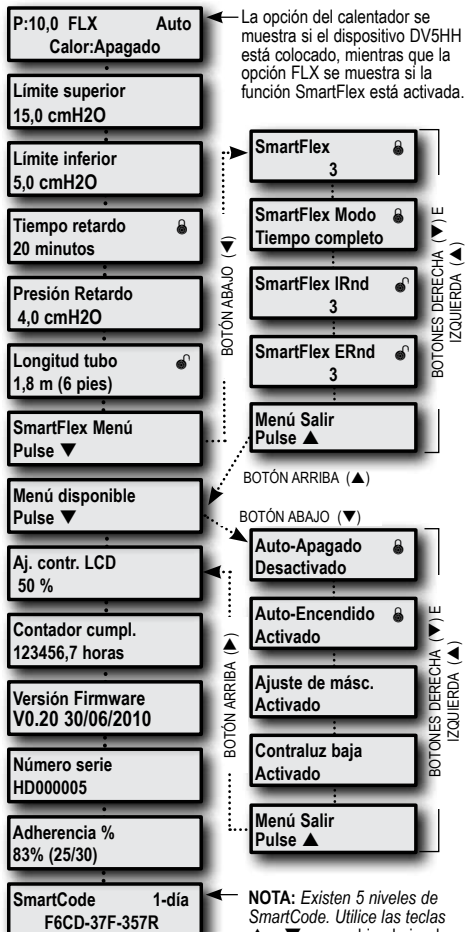 P:10,0 FLX Auto
Calor:Apagado
La opción del calentador se
muestra si el dispositivo DV5HH
está colocado, mientras que la
opción FLX se muestra si la
función SmartFlex está activada.
Límite superior
15,0 cmH2O
Límite inferior
5,0 cmH2O
Tiempo retardo
20 minutos
Presión Retardo
4,0 cmH2O
Longitud tubo
1,8 m (6 pies)
SmartFlex Menú
Pulse ▼
BOTÓN ABAJO (▼)
SmartFlex
3
SmartFlex Modo
Tiempo completo
SmartFlex IRnd
3
SmartFlex ERnd
3
Menú Salir
Pulse ▲
BOTONES DERECHA (▼) E
IZQUIERDA (▲)
BOTÓN ARRIBA (▲)
Menú disponible
Pulse ▼
BOTÓN ABAJO (▼)
Auto-Apagado
Desactivado
Auto-Encendido
Activado
Ajuste de másc.
Activado
Contraluz baja
Activado
Menú Salir
Pulse ▲
BOTONES DERECHA (▼) E
IZQUIERDA (▲)
BOTÓN ARRIBA (▲)
Aj. contr. LCD
50 %
Contador cumpl.
123456,7 horas
Versión Firmware
V0.20 30/06/2010
Número serie
HD000005
Adherencia %
83% (25/30)
SmartCode 1-día
F6CD-37F-357R
NOTA: Existen 5 niveles de
SmartCode. Utilice las teclas